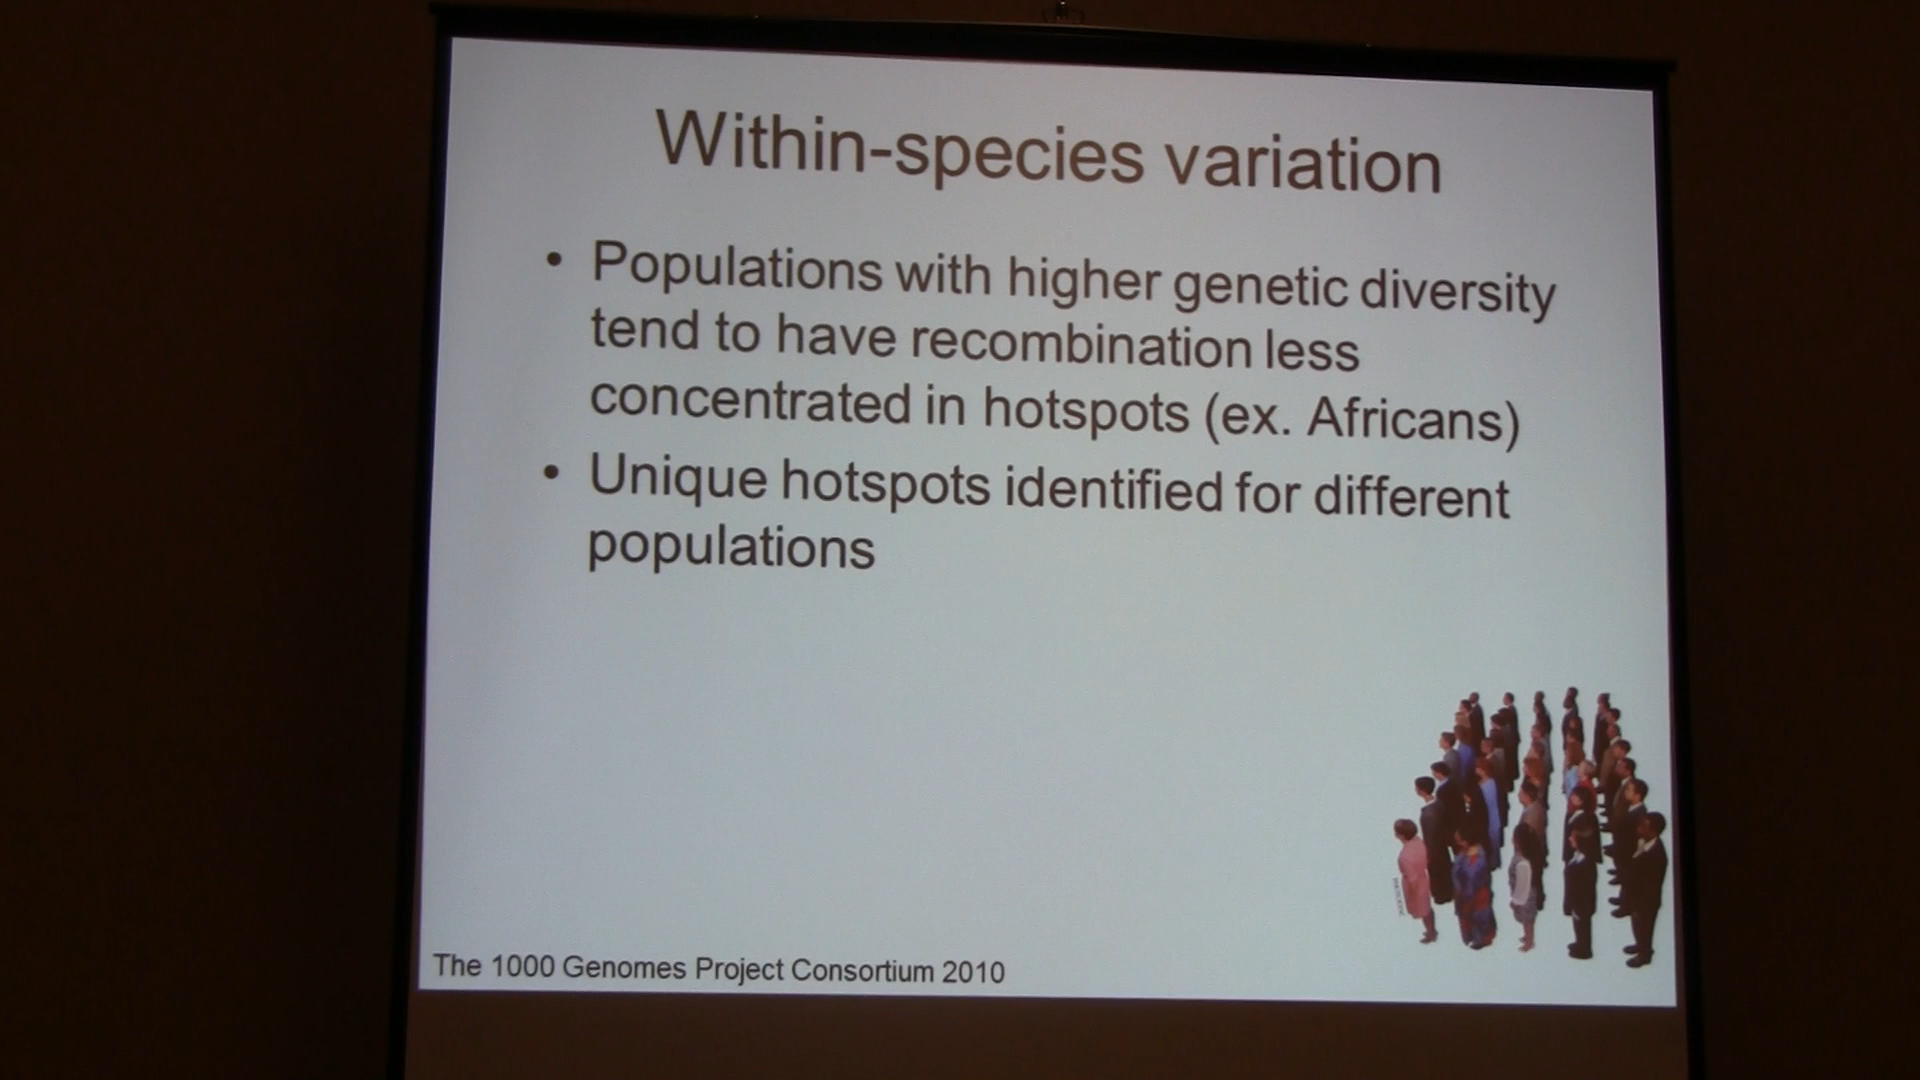 Within-species variation
• Populations with higher genetic diversity
tend to have recombination less
concentrated in hotspots (ex. Africans)
• Unique hotspots identified for different
populations
The 1000 Genomes Project Consortium 2010